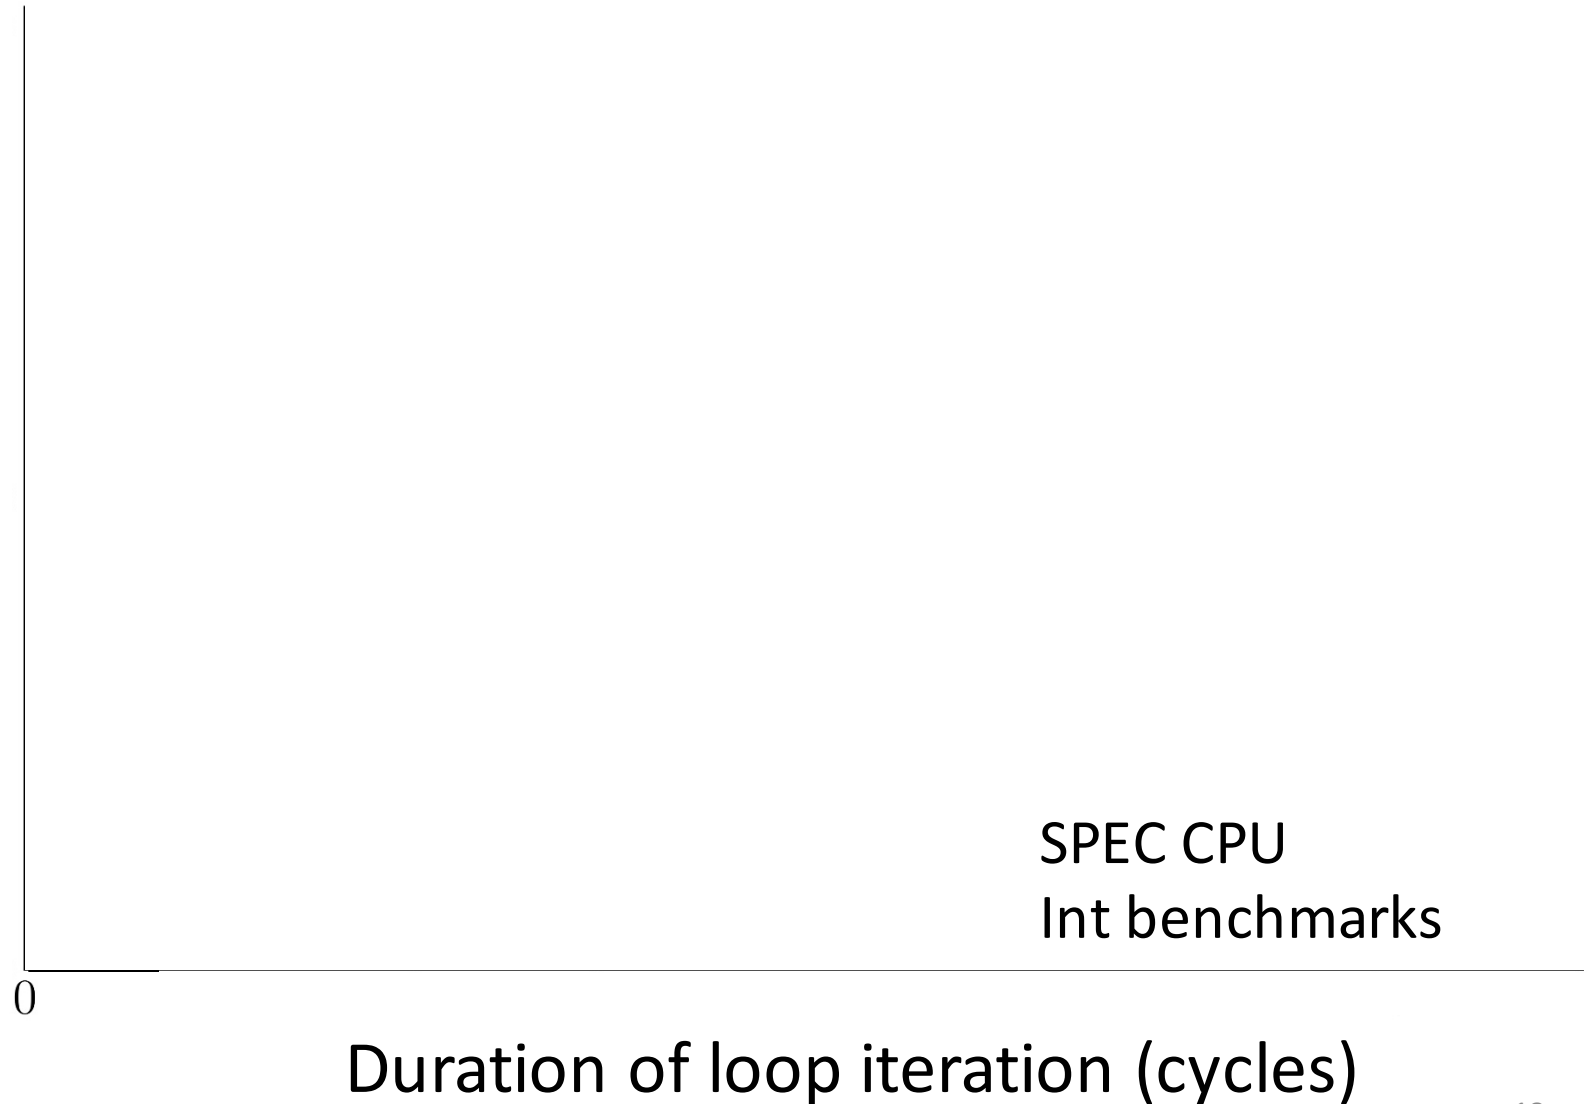 SPEC CPU
Int benchmarks
0
Duration of loop iteration (cycles)